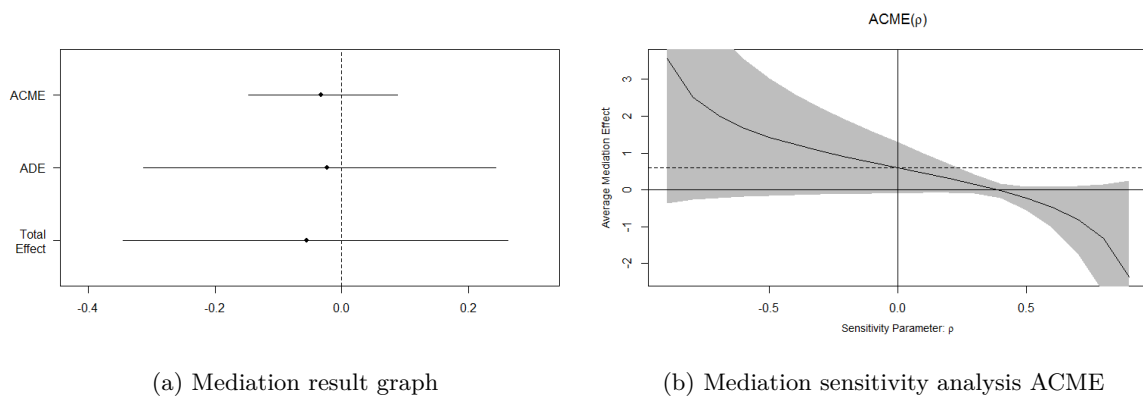 ACME
ADE
Total
Effect
-0.4
-0.2
0.0
0.2
(a) Mediation result graph
ACME(ρ)
Average Mediation Effect
3
2
1
0
-1
-2
-0.5
0.0
0.5
Sensitivity Parameter: ρ
(b) Mediation sensitivity analysis ACME